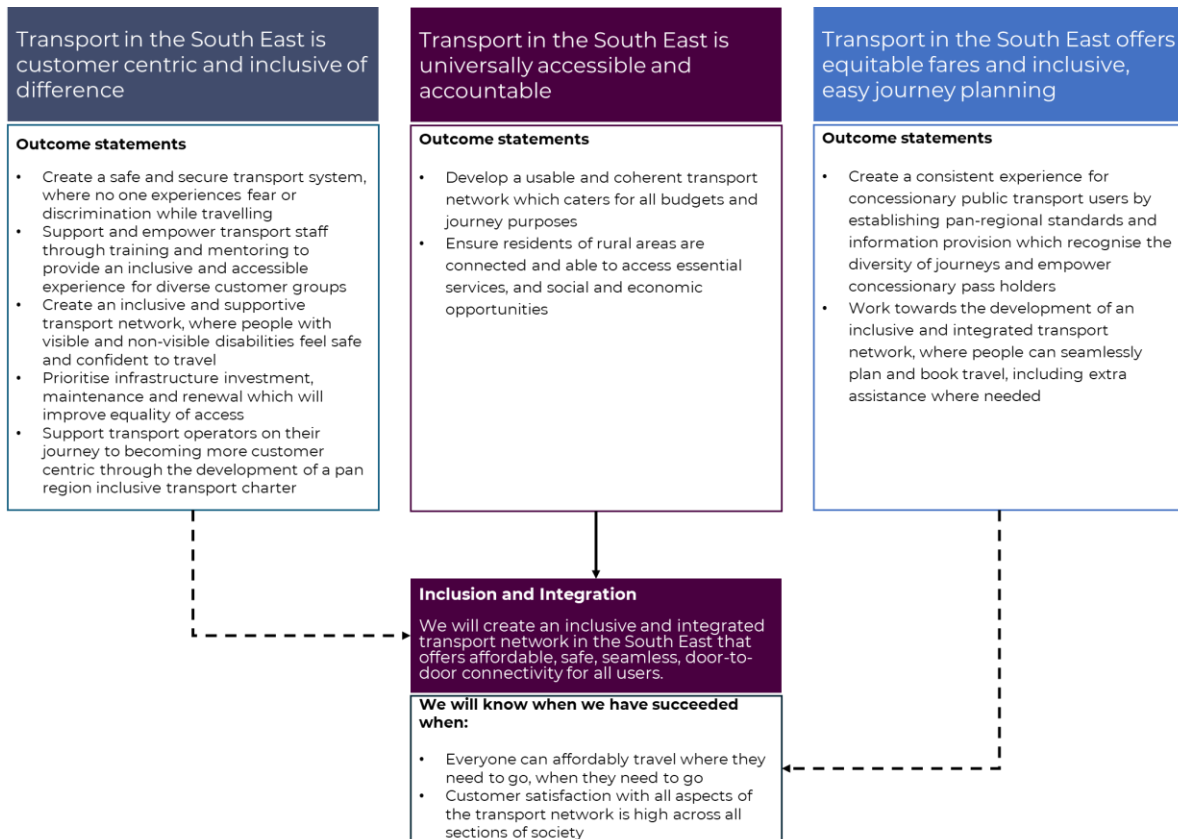 Transport in the South East is
customer centric and inclusive of
difference
Outcome statements
• Create a safe and secure transport system,
where no one experiences fear or
discrimination while travelling
• Support and empower transport staff
through training and mentoring to
provide an inclusive and accessible
experience for diverse customer groups
• Create an inclusive and supportive
transport network, where people with
visible and non-visible disabilities feel safe
and confident to travel
• Prioritise infrastructure investment,
maintenance and renewal which will
improve equality of access
• Support transport operators on their
journey to becoming more customer
centric through the development of a pan
region inclusive transport charter
Transport in the South East is
universally accessible and
accountable
Outcome statements
• Develop a usable and coherent transport
network which caters for all budgets and
journey purposes
• Ensure residents of rural areas are
connected and able to access essential
services, and social and economic
opportunities
Transport in the South East offers
equitable fares and inclusive,
easy journey planning
Outcome statements
• Create a consistent experience for
concessionary public transport users by
establishing pan-regional standards and
information provision which recognise the
diversity of journeys and empower
concessionary pass holders
• Work towards the development of an
inclusive and integrated transport
network, where people can seamlessly
plan and book travel, including extra
assistance where needed
Inclusion and Integration
We will create an inclusive and integrated
transport network in the South East that
offers affordable, safe, seamless, door-to-
door connectivity for all users.
We will know when we have succeeded
when:
• Everyone can affordably travel where they
need to go, when they need to go
• Customer satisfaction with all aspects of
the transport network is high across all
sections of society